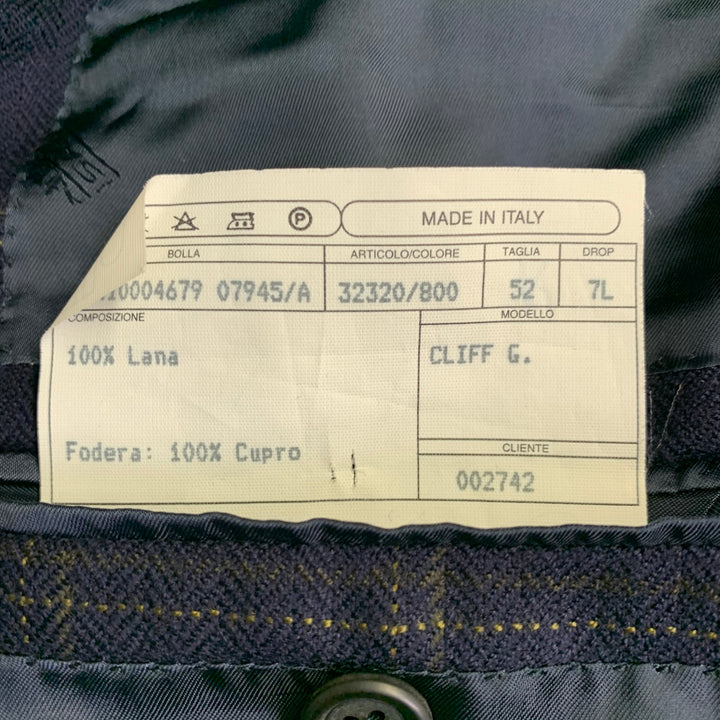 P MADE IN ITALY
BOLLA ARTICOLO/COLORE TAGLIA DROP
10004679 07945/A 32320/800 52 7L
COMPOSIZIONE MODELLO
100% Lana CLIFF G.
CLIENTE
Fodera: 100% Cupro 002742